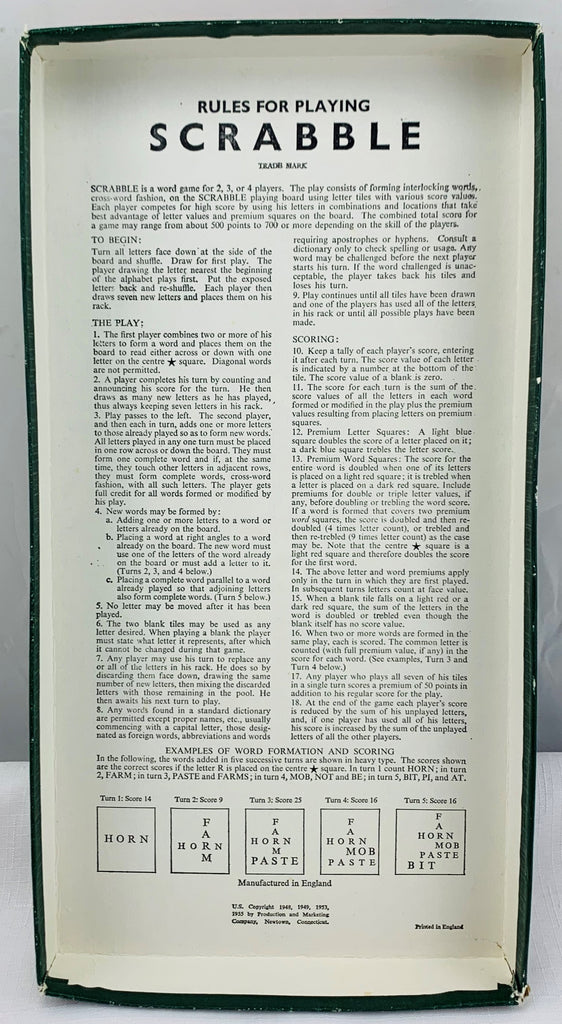 RULES FOR PLAYING
SCRABBLE
TRADE MARK
SCRABBLE is a word game for 2, 3, or 4 players. The play consists of forming interlocking words,
cross-word fashion, on the SCRABBLE playing board using letter tiles with various score values.
Each player competes for high score by using his letters in combinations and locations that take
best advantage of letter values and premium squares on the board. The combined total score for
a game may range from about 500 points to 700 or more depending on the skill of the players.
TO BEGIN:
Turn all letters face down at the side of the
board and shuffle. Draw for first play. The
player drawing the letter nearest the beginning
of the alphabet plays first. Put the exposed
letters back and re-shuffle. Each player then
draws seven new letters and places them on his
rack.
THE PLAY:
1. The first player combines two or more of his
letters to form a word and places them on the
board to read either across or down with one
letter on the centre ★ square. Diagonal words
are not permitted.
2. A player completes his turn by counting and
announcing his score for the turn. He then
draws as many new letters as he has played,
thus always keeping seven letters in his rack.
3. Play passes to the left. The second player,
and then each in turn, adds one or more letters
to those already played so as to form new words.
All letters played in any one turn must be placed
in one row across or down the board. They must
form one complete word and if, at the same
time, they touch other letters in adjacent rows,
they must form complete words, cross-word
fashion, with all such letters. The player gets
full credit for all words formed or modified by
his play.
4. New words may be formed by:
a. Adding one or more letters to a word or
letters already on the board.
b. Placing a word at right angles to a word
already on the board. The new word must
use one of the letters of the word already
on the board or must add a letter to it.
(Turns 2, 3, and 4 below.)
c. Placing a complete word parallel to a word
already played so that adjoining letters
also form complete words. (Turn 5 below.)
5. No letter may be moved after it has been
played.
6. The two blank tiles may be used as any
letter desired. When playing a blank the player
must state what letter it represents, after which
it cannot be changed during that game.
7. Any player may use his turn to replace any
or all of the letters in his rack. He does so by
discarding them face down, drawing the same
number of new letters, then mixing the discarded
letters with those remaining in the pool. He
then awaits his next turn to play.
8. Any words found in a standard dictionary
are permitted except proper names, etc., usually
commencing with a capital letter, those desig-
nated as foreign words, abbreviations and words
requiring apostrophes or hyphens. Consult a
dictionary only to check spelling or usage. Any
word may be challenged before the next player
starts his turn. If the word challenged is unac-
ceptable, the player takes back his tiles and
loses his turn.
9. Play continues until all tiles have been drawn
and one of the players has used all of the letters
in his rack or until all possible plays have been
made.
SCORING:
10. Keep a tally of each player's score, entering
it after each turn. The score value of each letter
is indicated by a number at the bottom of the
tile. The score value of a blank is zero.
11. The score for each turn is the sum of the
score values of all the letters in each word
formed or modified in the play plus the premium
values resulting from placing letters on premium
squares.
12. Premium Letter Squares: A light blue
square doubles the score of a letter placed on it;
a dark blue square trebles the letter score.
13. Premium Word Squares: The score for the
entire word is doubled when one of its letters
is placed on a light red square; it is trebled when
a letter is placed on a dark red square. Include
premiums for double or triple letter values, if
any, before doubling or trebling the word score.
If a word is formed that covers two premium
word squares, the score is doubled and then re-
doubled (4 times letter count), or trebled and
then re-trebled (9 times letter count) as the
case may be. Note that the centre ★ square is a
light red square and therefore doubles the score
for the first word.
14. The above letter and word premiums apply
only in the turn in which they are first played.
In subsequent turns letters count at face value.
15. When a blank tile falls on a light red or a
dark red square, the sum of the letters in the
word is doubled or trebled even though the
blank itself has no score value.
16. When two or more words are formed in the
same play, each is scored. The common letter is
counted (with full premium value, if any) in the
score for each word. (See examples, Turn 3 and
Turn 4 below.)
17. Any player who plays all seven of his tiles
in a single turn scores a premium of 50 points in
addition to his regular score for the play.
18. At the end of the game each player's score
is reduced by the sum of his unplayed letters,
and, if one player has used all of his letters,
his score is increased by the sum of the unplayed
letters of all the other players.
EXAMPLES OF WORD FORMATION AND SCORING
In the following, the words added in five successive turns are shown in heavy type. The scores shown
are the correct scores if the letter R is placed on the centre ★ square. In turn 1 count HORN; in turn
2, FARM; in turn 3, PASTE and FARMS; in turn 4, MOB, NOT and BE; in turn 5, BIT, PI, and AT.
Turn 1: Score 14
HORN
Turn 2: Score 9
F
A
HORN
M
Turn 3: Score 25
F
A
HORN
M
PASTE
Turn 4: Score 16
F
A
HORN
MOB
PASTE
Turn 5: Score 16
F
A
HORN
MOB
PASTE
BIT
Manufactured in England
U.S. Copyright 1948, 1949, 1953,
1955 by Production and Marketing
Company, Newtown, Connecticut.
Printed in England